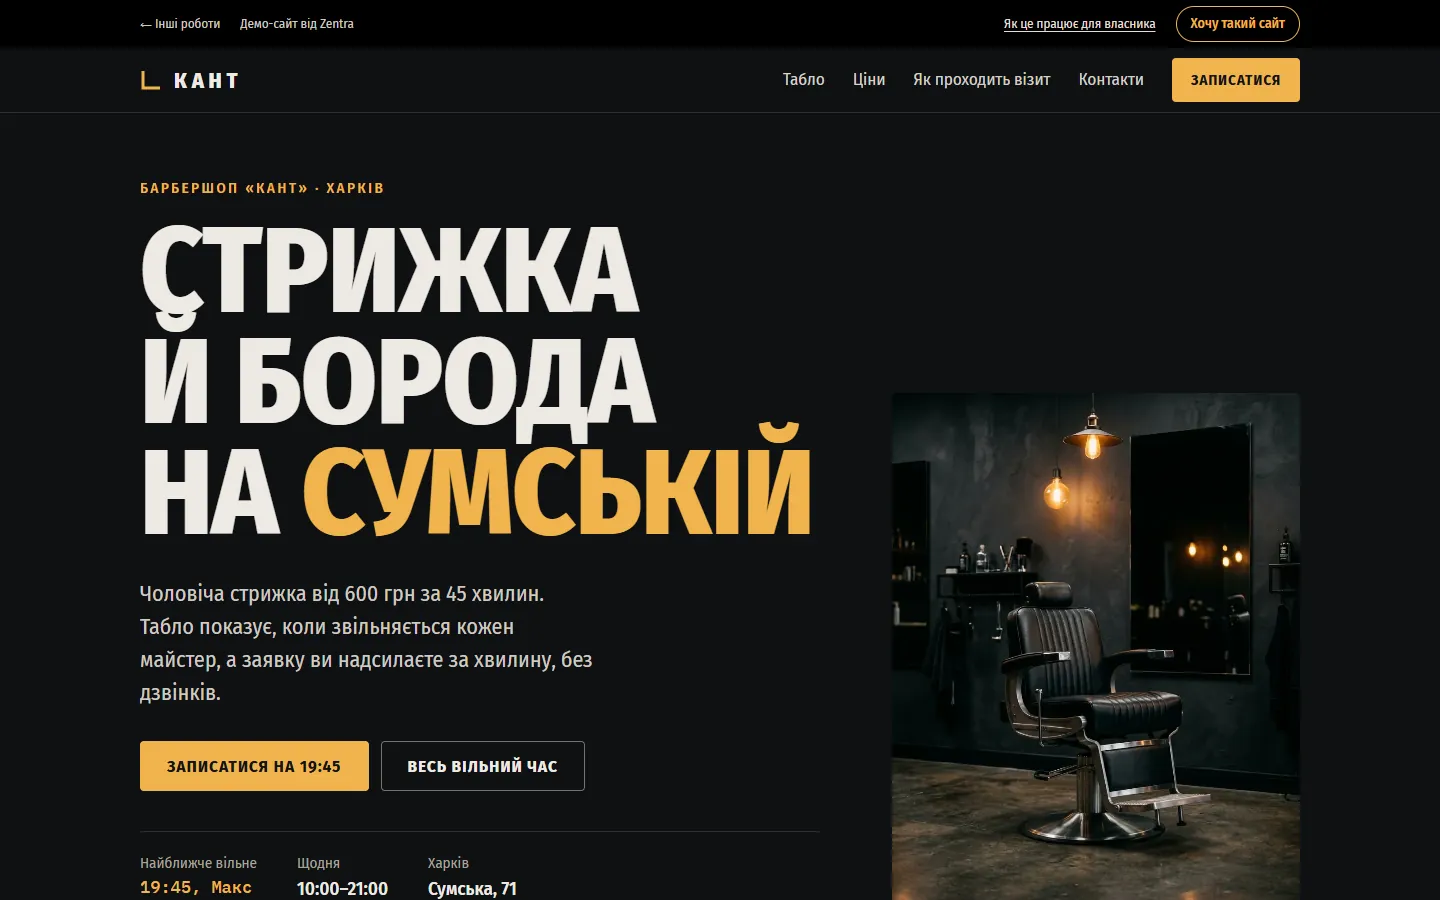 ← Інші роботи Демо-сайт від Zentra Як це працює для власника Хочу такий сайт
КАНТ Табло Ціни Як проходить візит Контакти ЗАПИСАТИСЯ
БАРБЕРШОП «КАНТ» · ХАРКІВ
СТРИЖКА
Й БОРОДА
НА СУМСЬКІЙ
Чоловіча стрижка від 600 грн за 45 хвилин.
Табло показує, коли звільняється кожен
майстер, а заявку ви надсилаєте за хвилину, без
дзвінків.
ЗАПИСАТИСЯ НА 19:45 ВЕСЬ ВІЛЬНИЙ ЧАС
Найближче вільне Щодня Харків
19:45, Макс 10:00–21:00 Сумська, 71